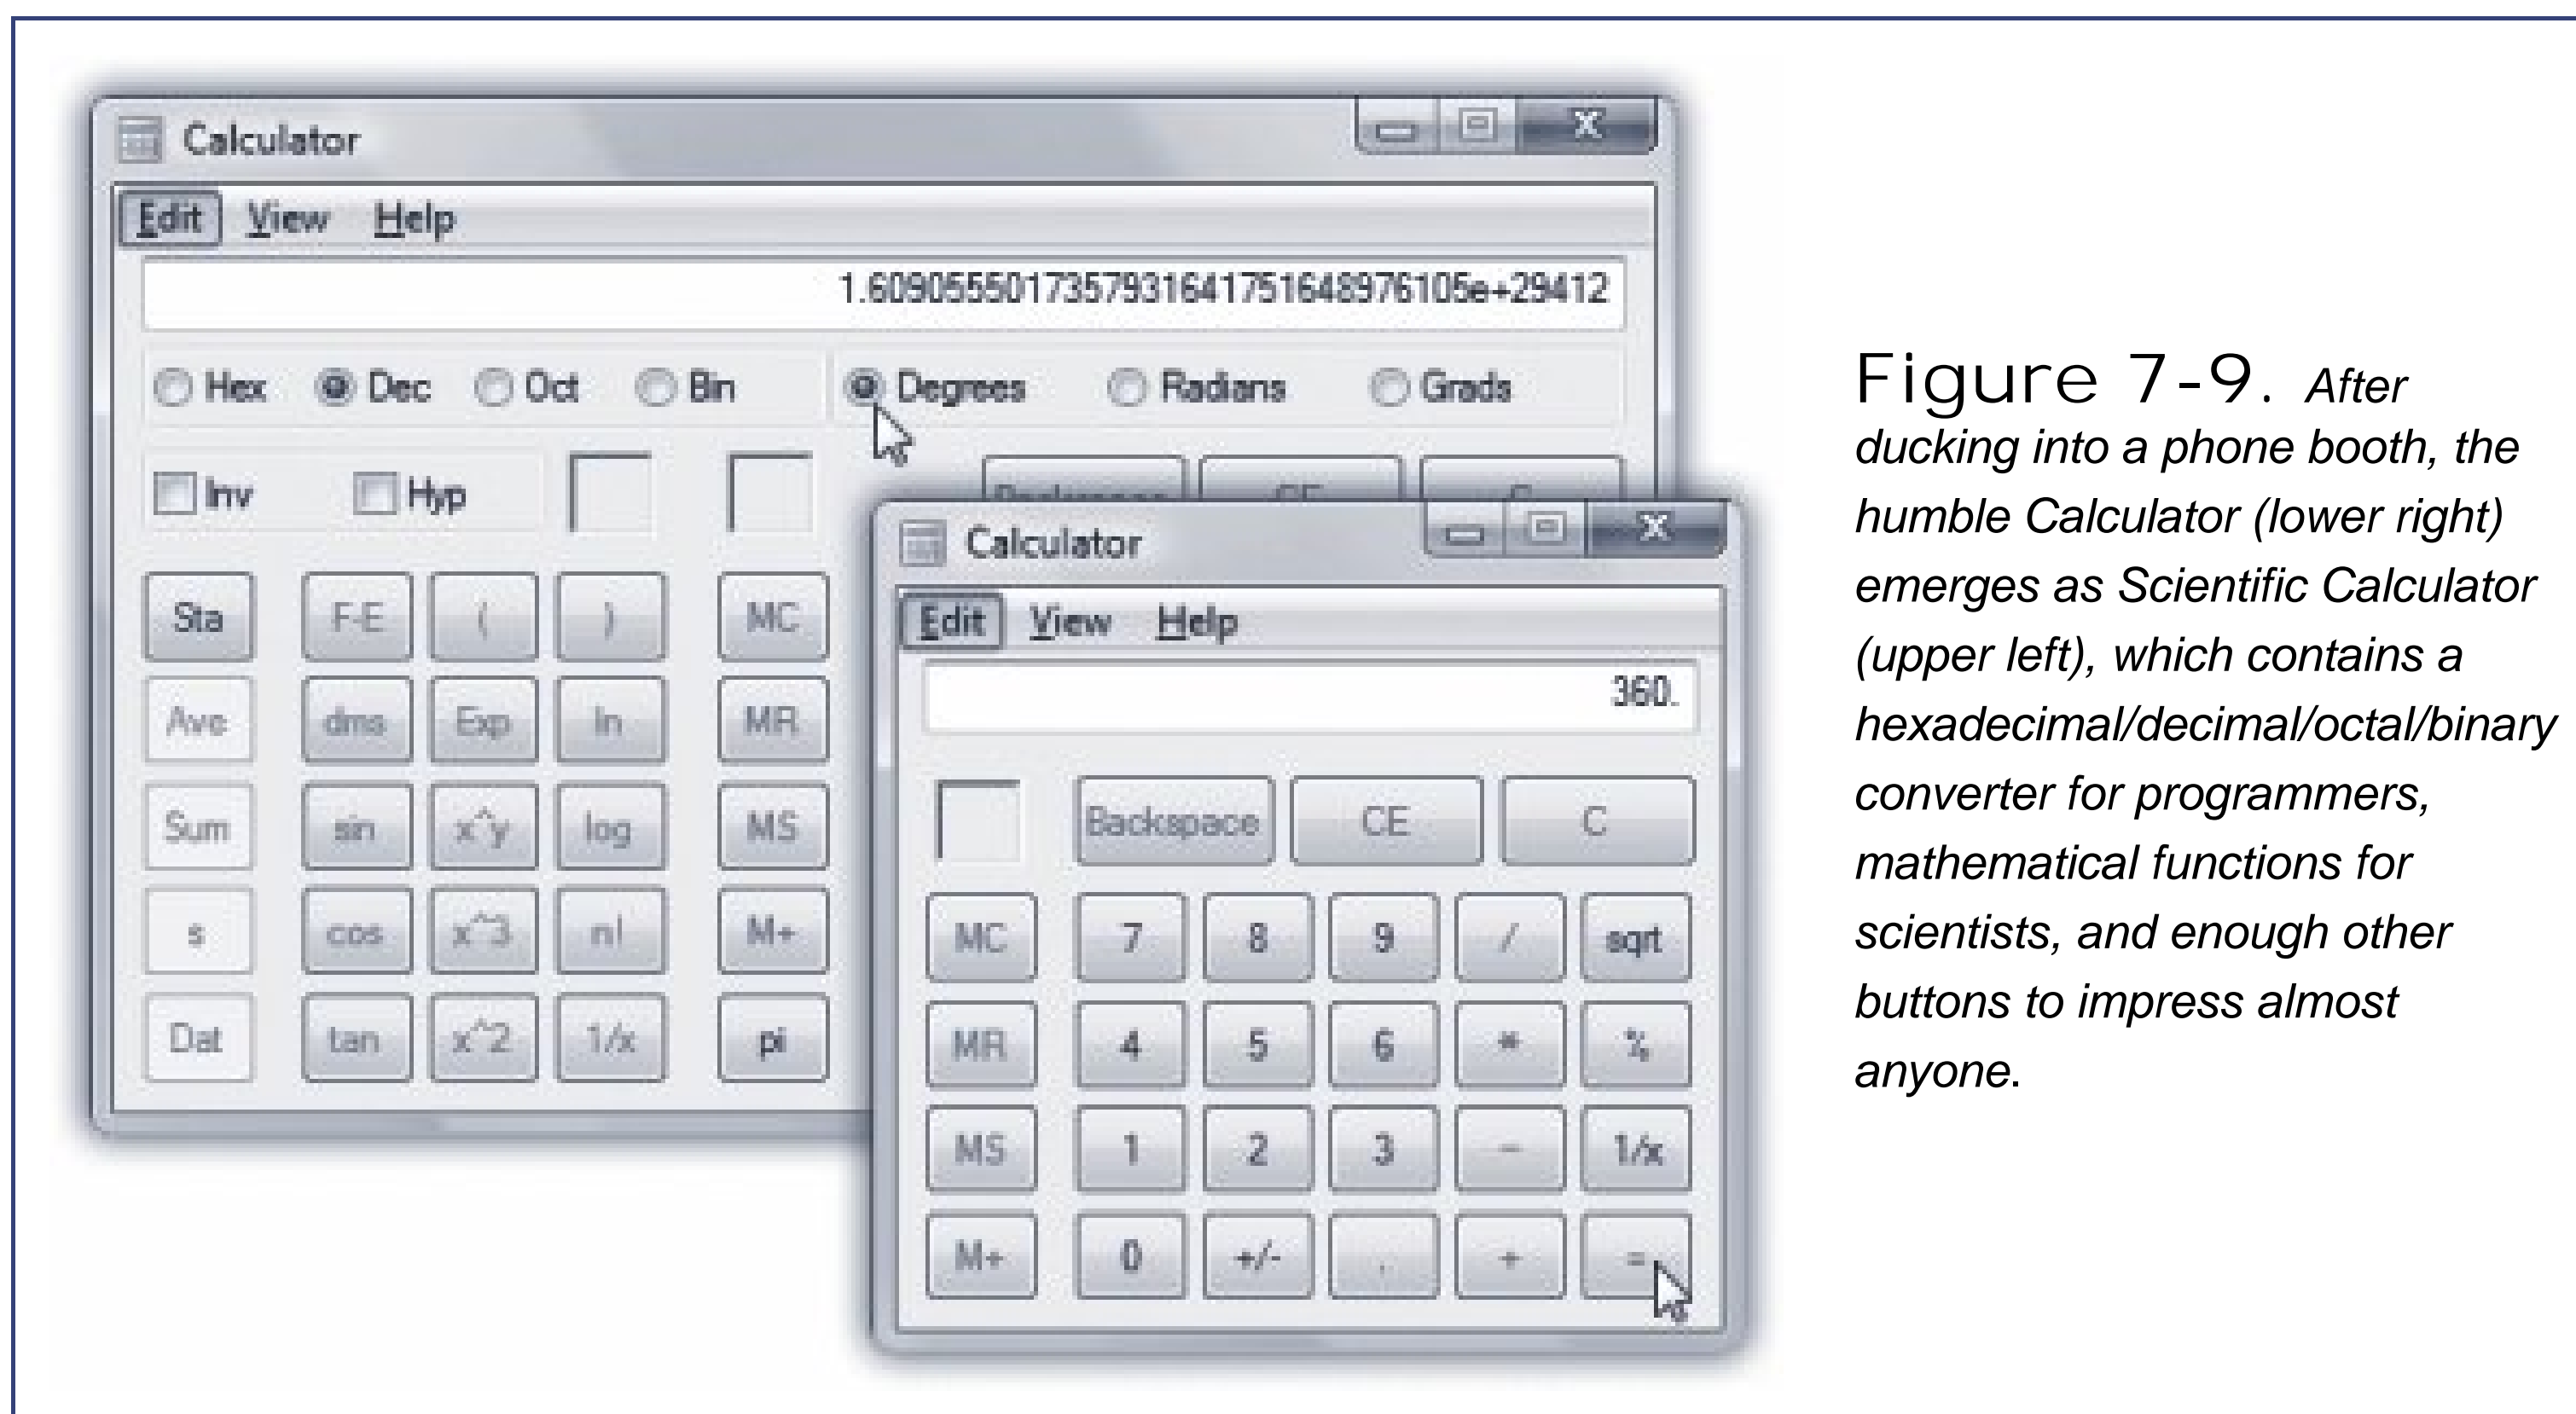 Calculator
Edit View Help
1.6090555017357931641751648976105e+29412
Hex Dec Oct Bin Degrees Radians Grads
Inv Hyp Backspace CE C
Sta F-E ( ) MC
Ave dms Exp ln MR
Sum sin x^y log MS
s cos x^3 n! M+
Dat tan x^2 1/x pi
Calculator
Edit View Help
360.
Backspace CE C
MC 7 8 9 / sqrt
MR 4 5 6 * %
MS 1 2 3 - 1/x
M+ 0 +/- . + =
Figure 7-9. After
ducking into a phone booth, the
humble Calculator (lower right)
emerges as Scientific Calculator
(upper left), which contains a
hexadecimal/decimal/octal/binary
converter for programmers,
mathematical functions for
scientists, and enough other
buttons to impress almost
anyone.